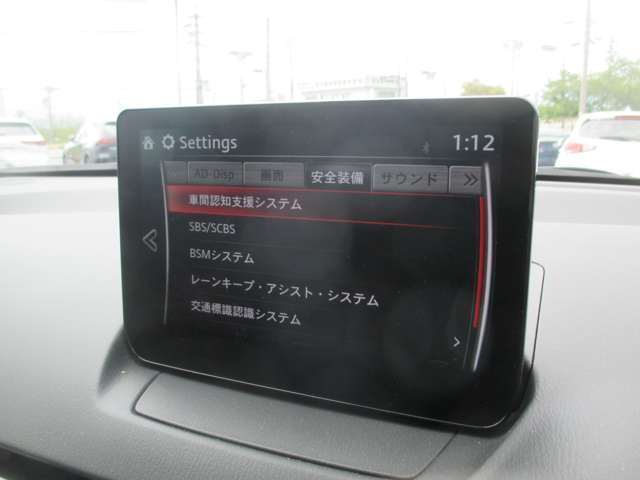 Settings 1:12
AD-Disp 画面 安全装備 サウンド
車間認知支援システム
SBS/SCBS
BSMシステム
レーンキープ・アシスト・システム
交通標識認識システム